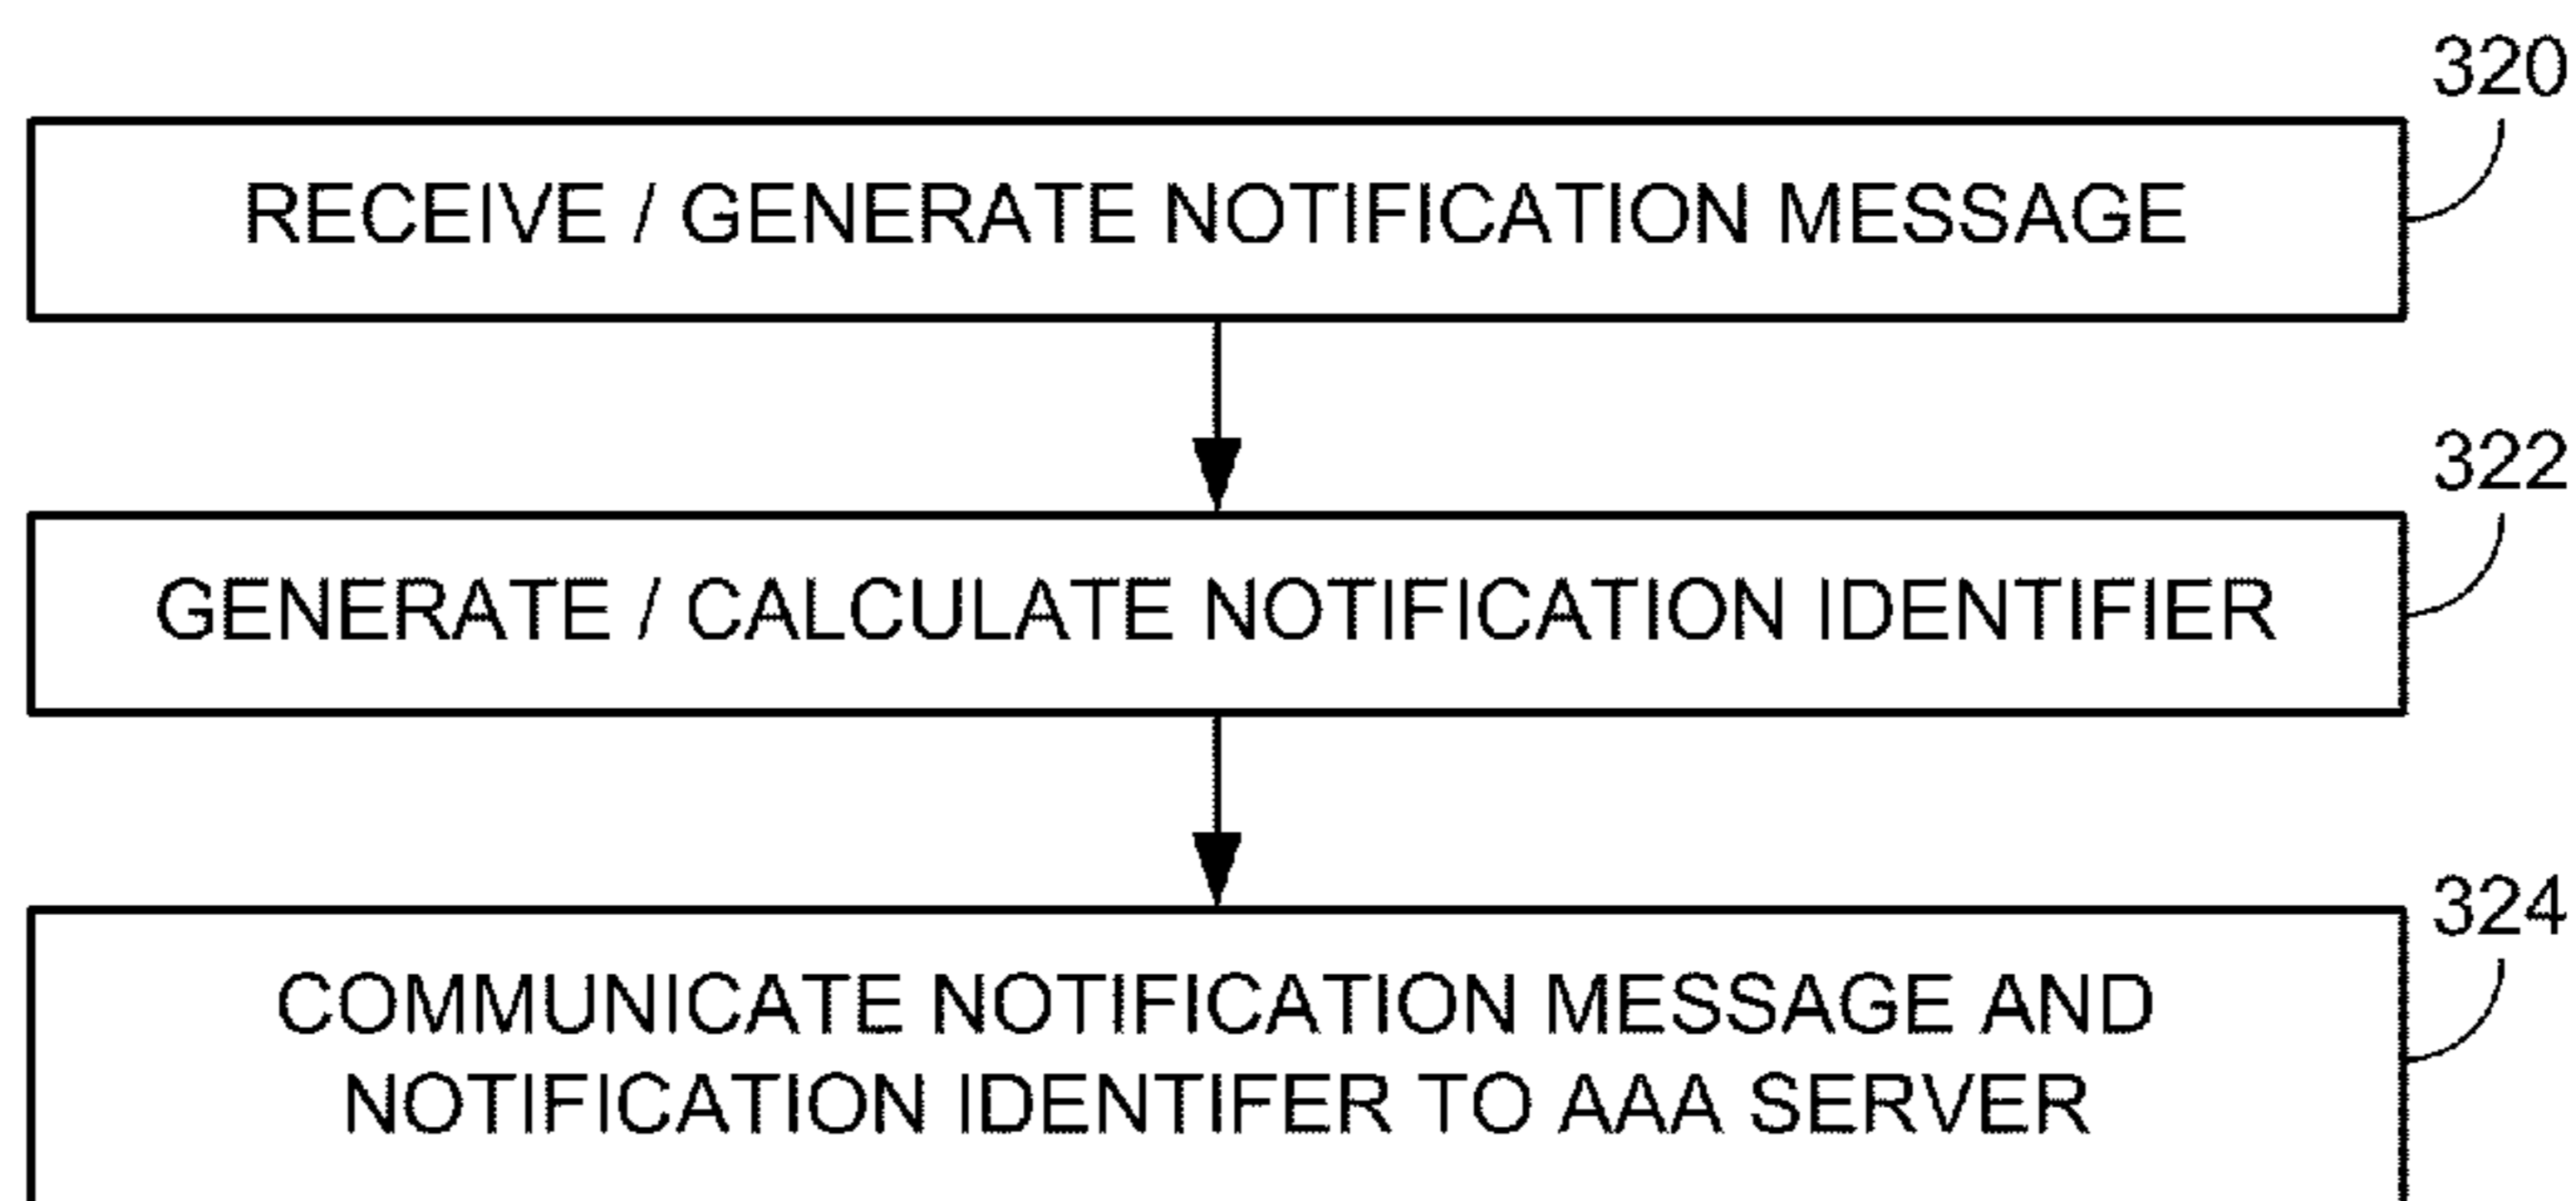 320
RECEIVE / GENERATE NOTIFICATION MESSAGE
322
GENERATE / CALCULATE NOTIFICATION IDENTIFIER
324
COMMUNICATE NOTIFICATION MESSAGE AND
NOTIFICATION IDENTIFER TO AAA SERVER